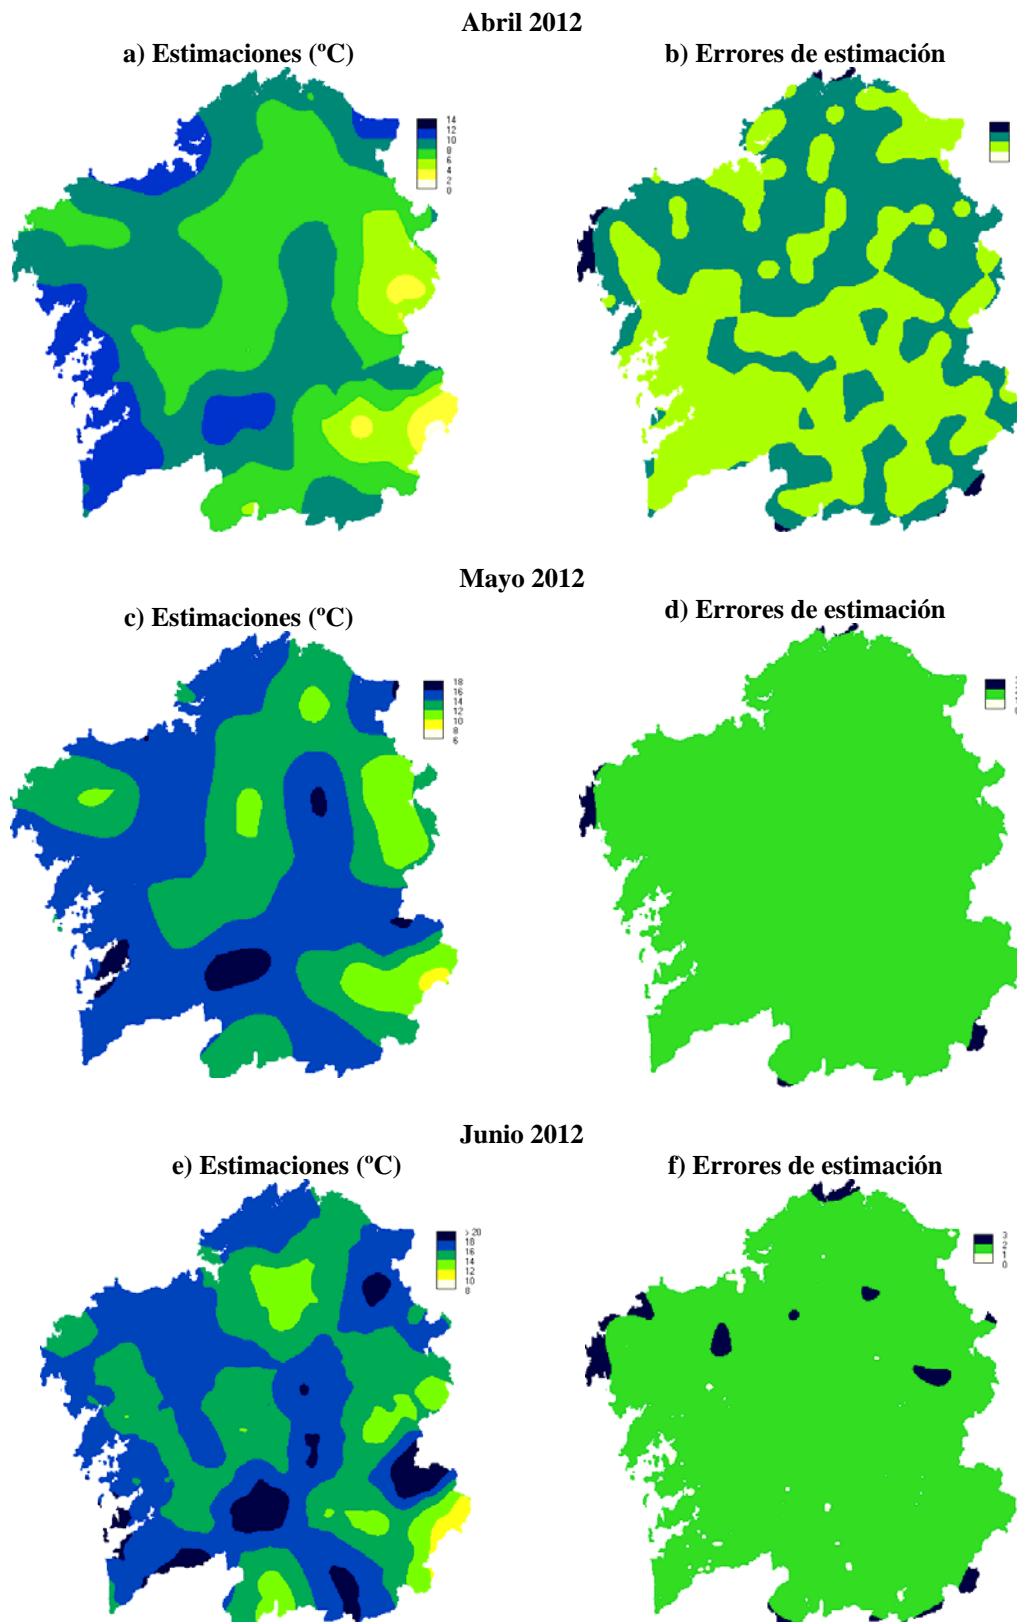 Abril 2012
a) Estimaciones (ºC)
b) Errores de estimación
14
12
10
8
6
4
2
0
Mayo 2012
c) Estimaciones (ºC)
d) Errores de estimación
18
16
14
12
10
8
6
Junio 2012
e) Estimaciones (ºC)
f) Errores de estimación
> 20
18
16
14
12
10
8
3
2
1
0